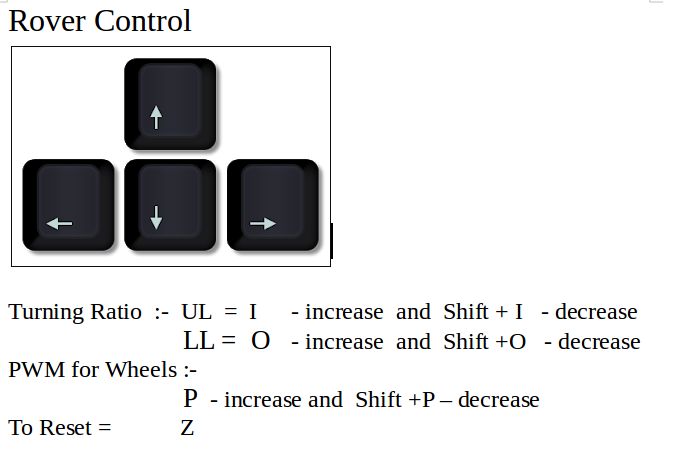 Rover Control
↑
← ↓ →
Turning Ratio :- UL = I - increase and Shift + I - decrease
LL = O - increase and Shift +O - decrease
PWM for Wheels :-
P - increase and Shift +P – decrease
To Reset = Z